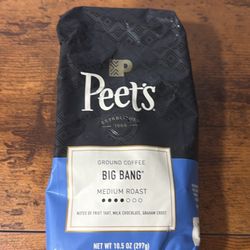 P
Peet's
ESTABLISHED
1966
GROUND COFFEE
BIG BANG®
MEDIUM ROAST
NOTES OF FRUIT TART, MILK CHOCOLATE, GRAHAM CRUST
NET WT 10.5 OZ (297g)